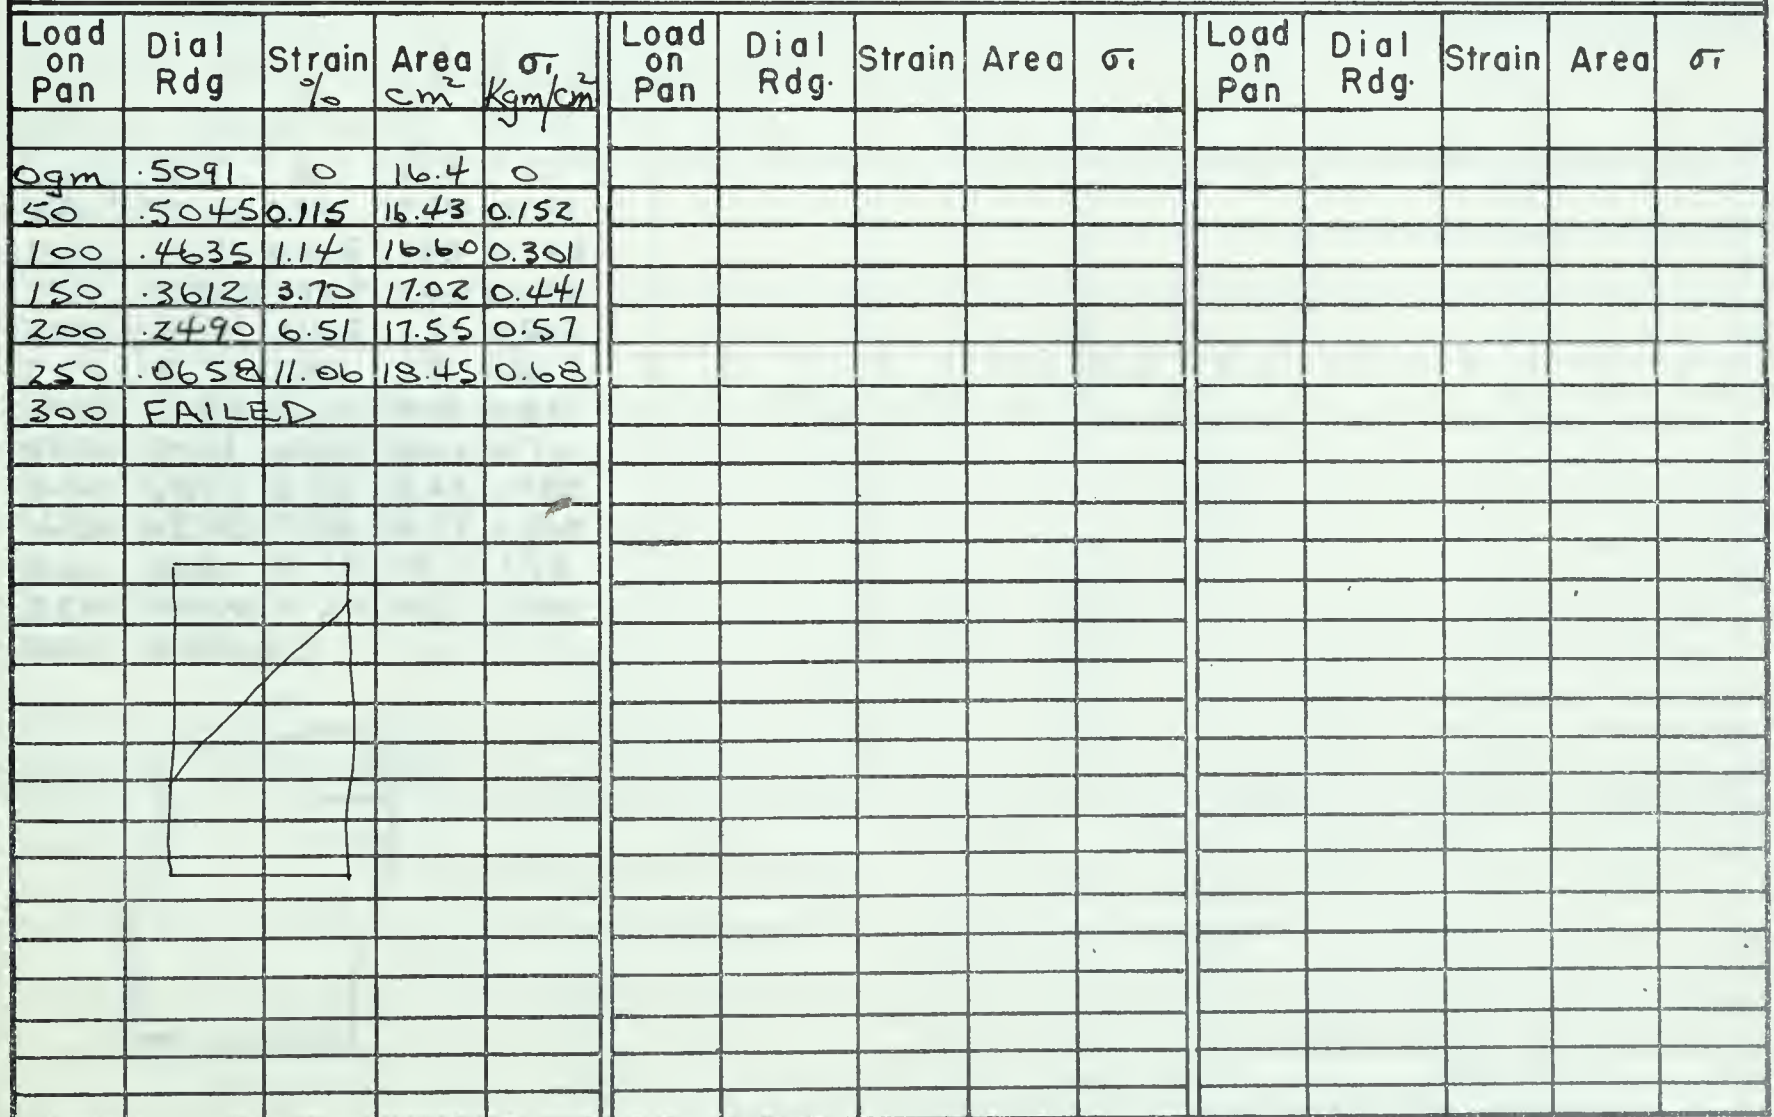 Load on Pan | Dial Rdg | Strain % | Area cm² | σ₁ Kgm/cm² | Load on Pan | Dial Rdg. | Strain | Area | σ₁ | Load on Pan | Dial Rdg. | Strain | Area | σ₁
0gm | .5091 | 0 | 16.4 | 0
50 | .5045 | 0.115 | 16.43 | 0.152
100 | .4635 | 1.14 | 16.60 | 0.301
150 | .3612 | 3.70 | 17.02 | 0.441
200 | .2490 | 6.51 | 17.55 | 0.57
250 | .0658 | 11.06 | 18.45 | 0.68
300 | FAILED